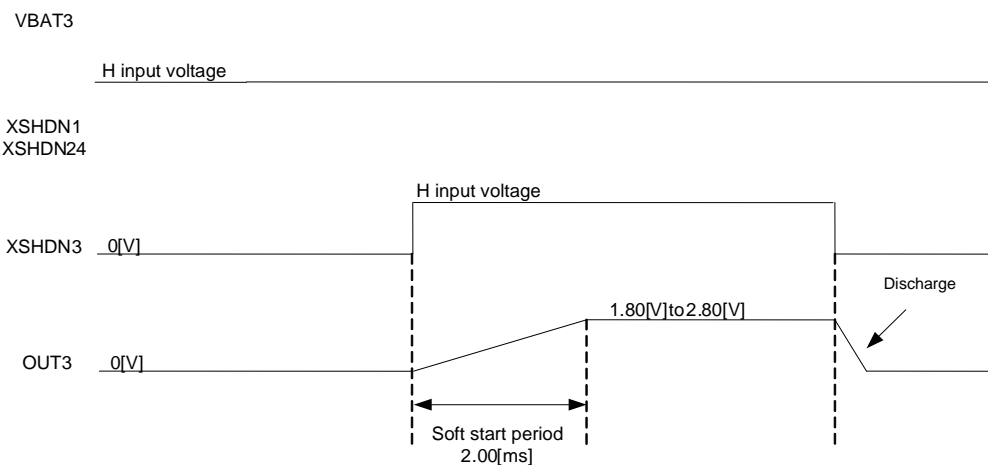 VBAT3
H input voltage
XSHDN1
XSHDN24
H input voltage
XSHDN3 0[V]
Discharge
1.80[V]to2.80[V]
OUT3 0[V]
Soft start period
2.00[ms]